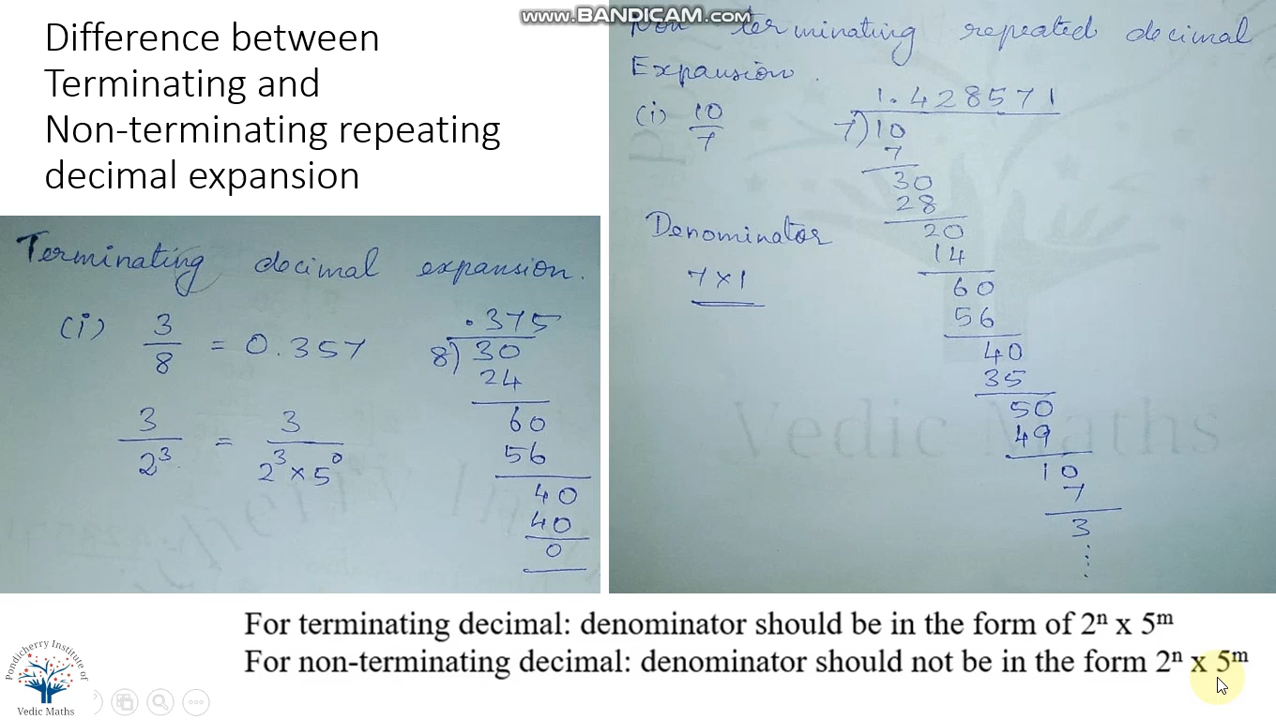 www.BANDICAM.com
Difference between
Terminating and
Non-terminating repeating
decimal expansion
Terminating decimal expansion.
(i) 3/8 = 0.357
.375
8)30
24
60
56
40
40
0
3/2³ = 3/2³ × 5⁰
Non terminating repeated decimal
Expansion.
(i) 10/7
1.428571
7)10
7
30
28
20
14
60
56
40
35
50
49
10
7
3
⋮
Denominator
7 × 1
Vedic Maths
For terminating decimal: denominator should be in the form of 2ⁿ x 5ᵐ
For non-terminating decimal: denominator should not be in the form 2ⁿ x 5ᵐ
Pondicherry Institute of
Vedic Maths